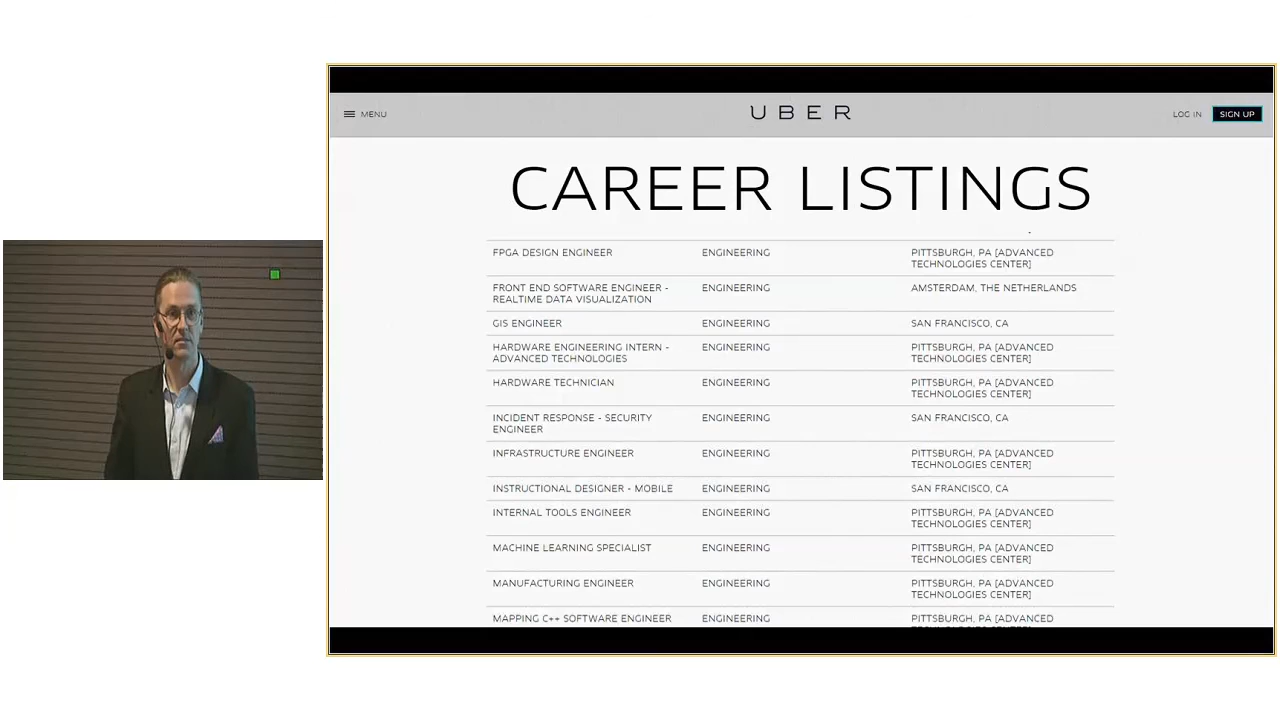 MENU
UBER
LOG IN
SIGN UP
CAREER LISTINGS
FPGA DESIGN ENGINEER ENGINEERING PITTSBURGH, PA [ADVANCED
TECHNOLOGIES CENTER]
FRONT END SOFTWARE ENGINEER - ENGINEERING AMSTERDAM, THE NETHERLANDS
REALTIME DATA VISUALIZATION
GIS ENGINEER ENGINEERING SAN FRANCISCO, CA
HARDWARE ENGINEERING INTERN - ENGINEERING PITTSBURGH, PA [ADVANCED
ADVANCED TECHNOLOGIES TECHNOLOGIES CENTER]
HARDWARE TECHNICIAN ENGINEERING PITTSBURGH, PA [ADVANCED
TECHNOLOGIES CENTER]
INCIDENT RESPONSE - SECURITY ENGINEERING SAN FRANCISCO, CA
ENGINEER
INFRASTRUCTURE ENGINEER ENGINEERING PITTSBURGH, PA [ADVANCED
TECHNOLOGIES CENTER]
INSTRUCTIONAL DESIGNER - MOBILE ENGINEERING SAN FRANCISCO, CA
INTERNAL TOOLS ENGINEER ENGINEERING PITTSBURGH, PA [ADVANCED
TECHNOLOGIES CENTER]
MACHINE LEARNING SPECIALIST ENGINEERING PITTSBURGH, PA [ADVANCED
TECHNOLOGIES CENTER]
MANUFACTURING ENGINEER ENGINEERING PITTSBURGH, PA [ADVANCED
TECHNOLOGIES CENTER]
MAPPING C++ SOFTWARE ENGINEER ENGINEERING PITTSBURGH, PA [ADVANCED